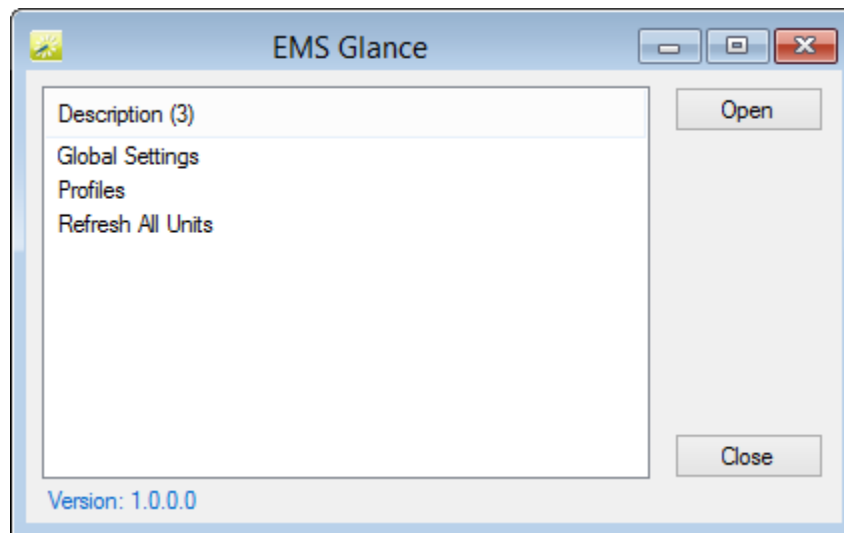 EMS Glance
Description (3)
Open
Global Settings
Profiles
Refresh All Units
Close
Version: 1.0.0.0